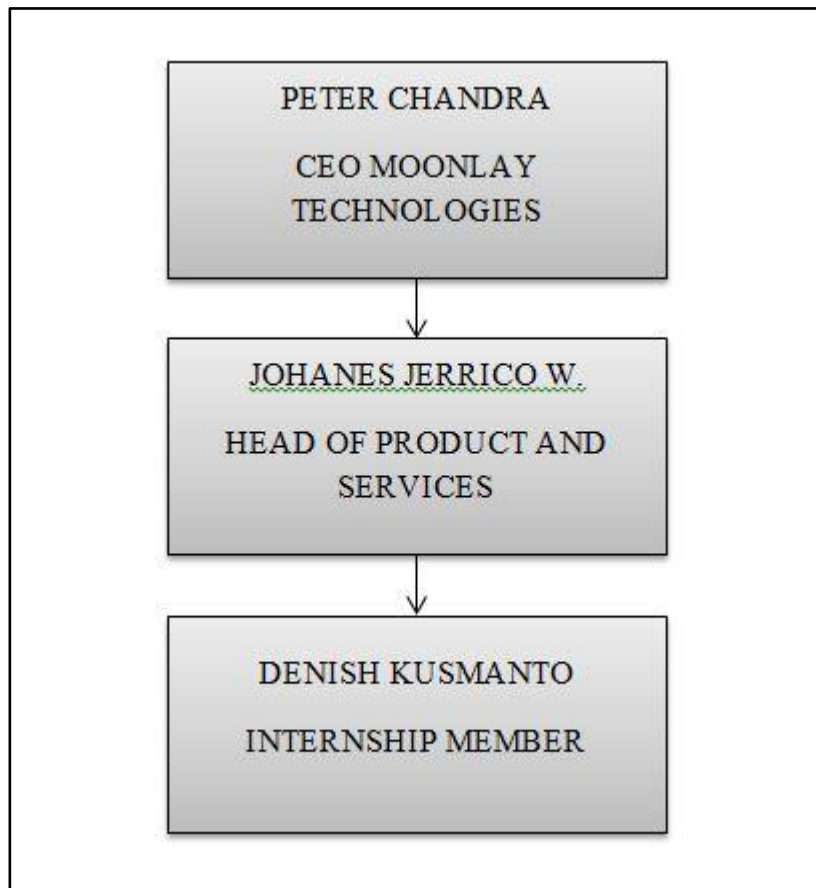 PETER CHANDRA
CEO MOONLAY
TECHNOLOGIES
JOHANES JERRICO W.
HEAD OF PRODUCT AND
SERVICES
DENISH KUSMANTO
INTERNSHIP MEMBER